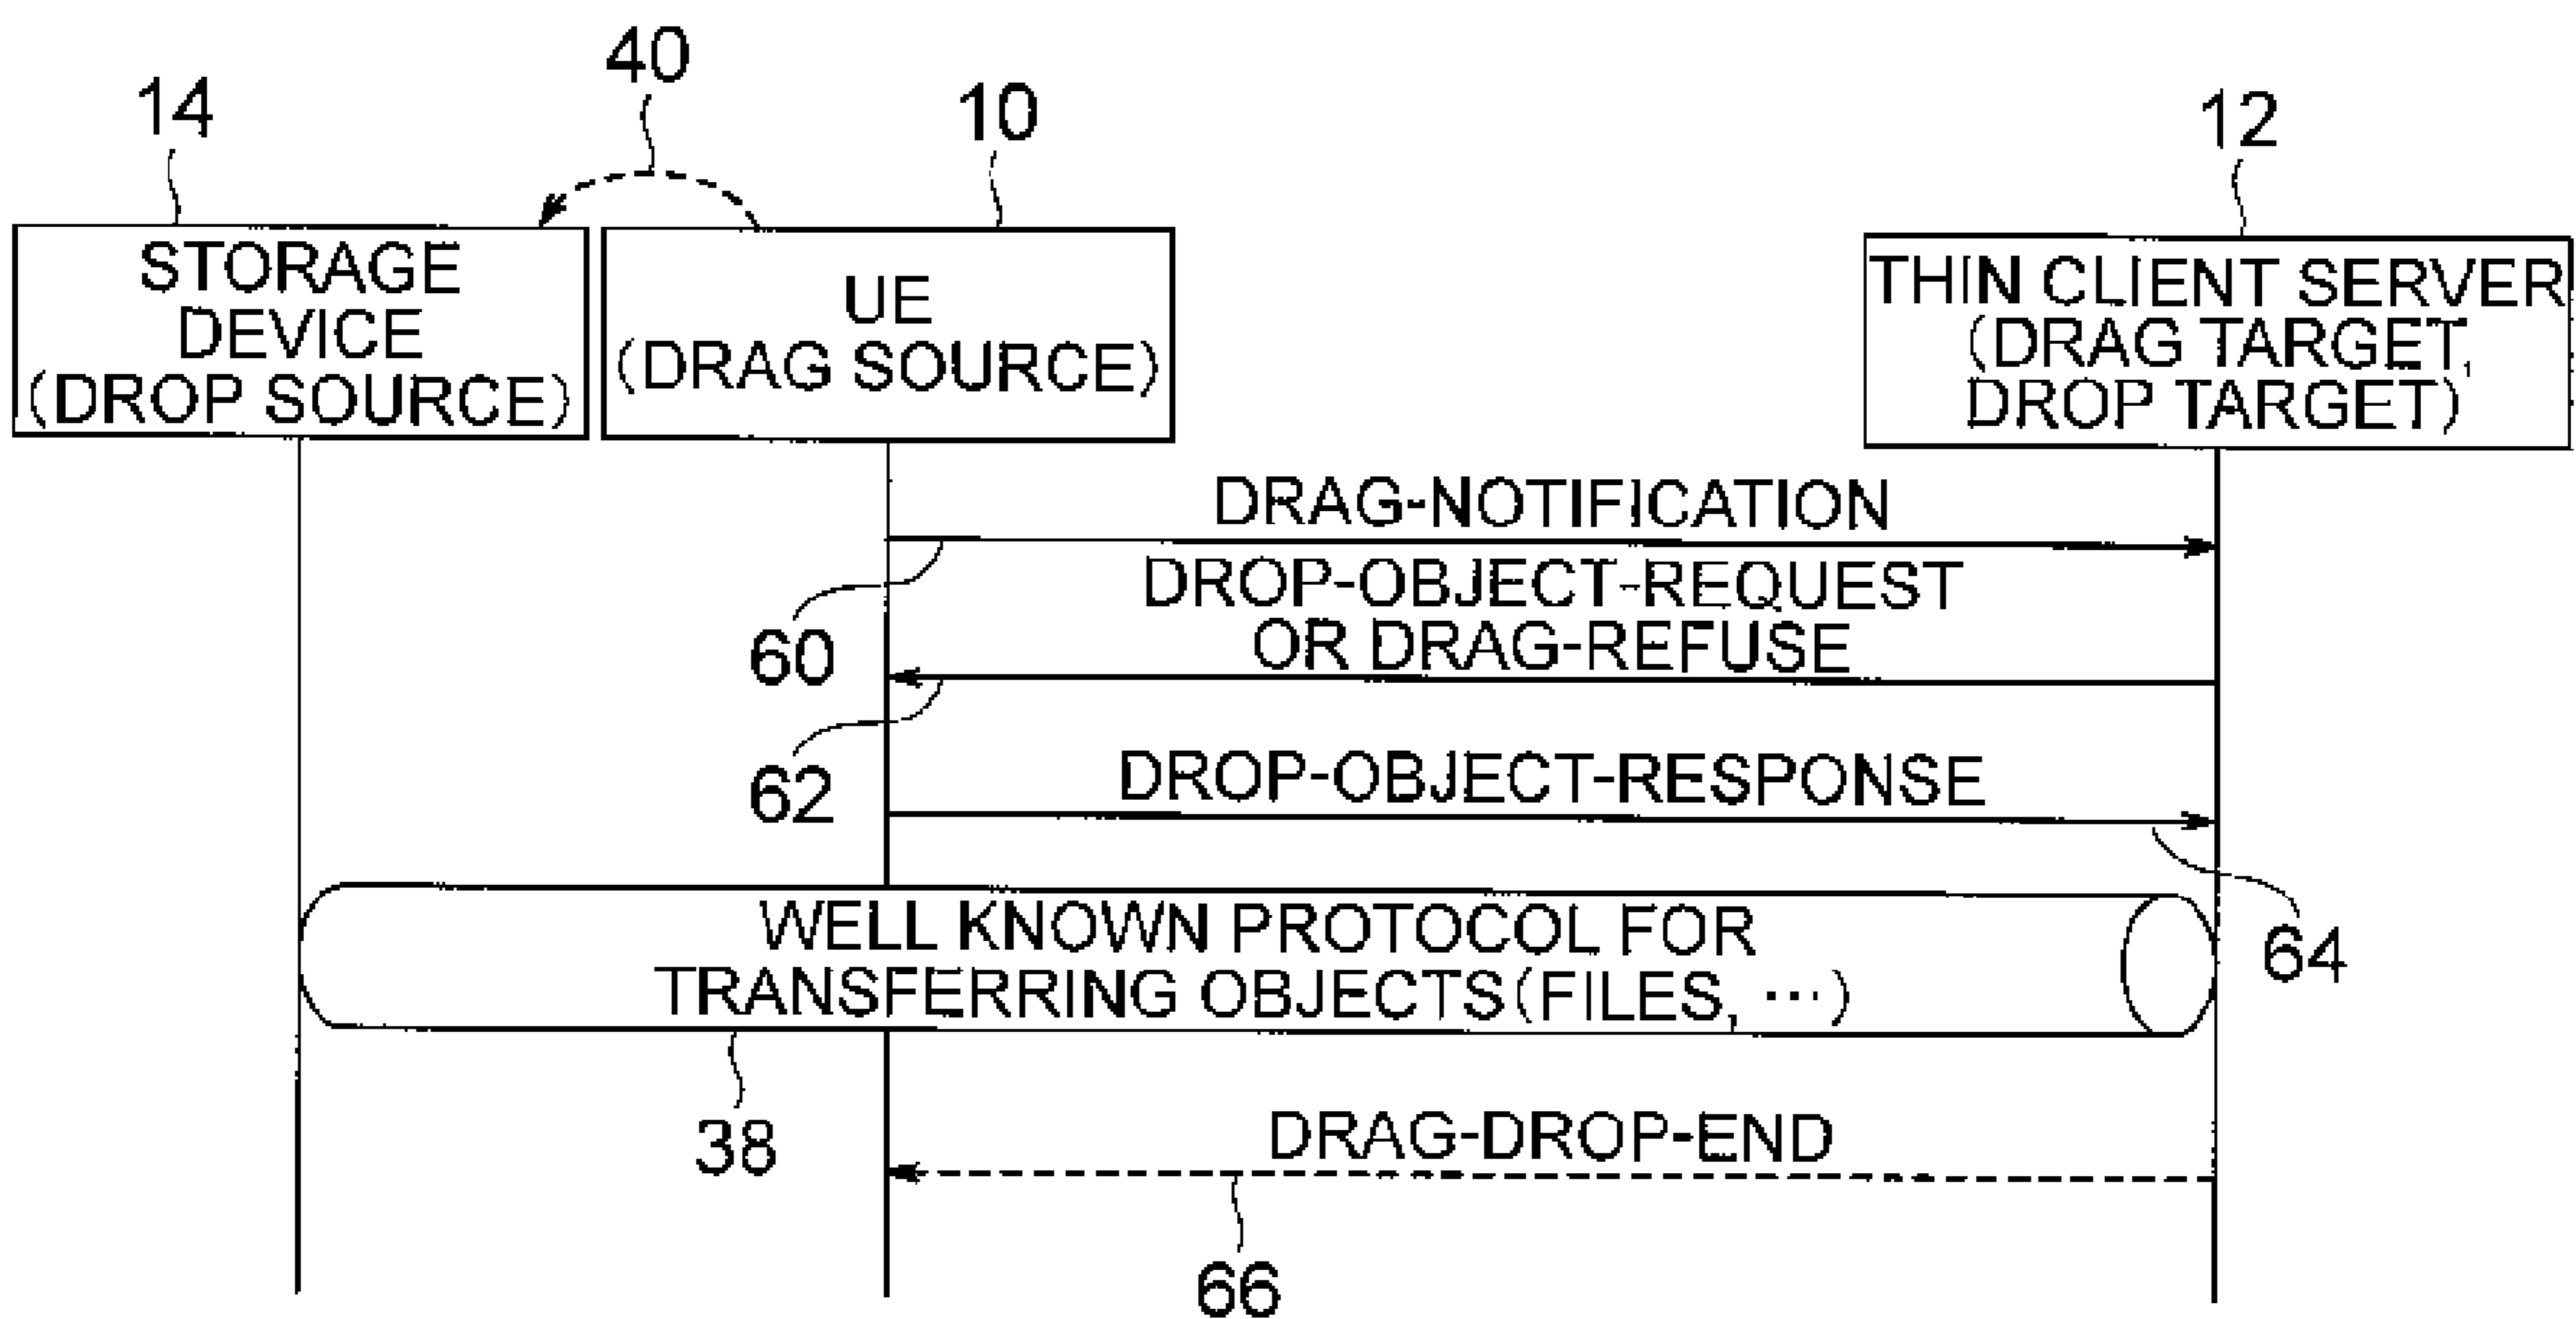 40
14
10
12
STORAGE
DEVICE
(DROP SOURCE)
UE
(DRAG SOURCE)
THIN CLIENT SERVER
(DRAG TARGET,
DROP TARGET)
DRAG-NOTIFICATION
60
DROP-OBJECT-REQUEST
OR DRAG-REFUSE
62
DROP-OBJECT-RESPONSE
64
WELL KNOWN PROTOCOL FOR
TRANSFERRING OBJECTS(FILES, ···)
38
DRAG-DROP-END
66